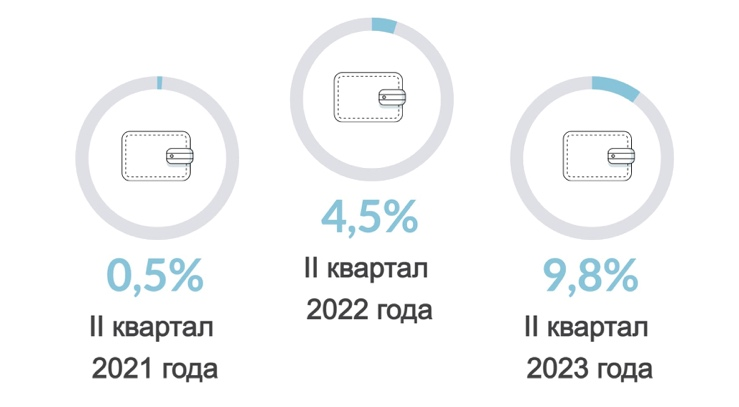 0,5%
II квартал
2021 года
4,5%
II квартал
2022 года
9,8%
II квартал
2023 года